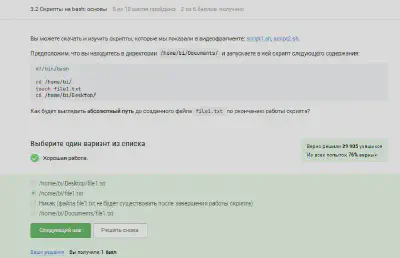 3.2 Скрипты на bash: основы 8 из 10 шагов пройдено 2 из 6 баллов получено
Вы можете скачать и изучить скрипты, которые мы показали в видеофрагменте: script1.sh, script2.sh.
Предположим, что вы находитесь в директории /home/bi/Documents/ и запускаете в ней скрипт следующего содержания:
#!/bin/bash
cd /home/bi/
touch file1.txt
cd /home/bi/Desktop/
Как будет выглядеть абсолютный путь до созданного файла file1.txt по окончанию работы скрипта?
Выберите один вариант из списка
Хорошая работа.
Верно решили 29 925 учащихся
Из всех попыток 76% верных
/home/bi/Desktop/file1.txt
/home/bi/file1.txt
Никак (файла file1.txt не будет существовать после завершения работы скрипта)
/home/bi/Documents/file1.txt
Следующий шаг Решить снова
Ваши решения Вы получили 1 балл